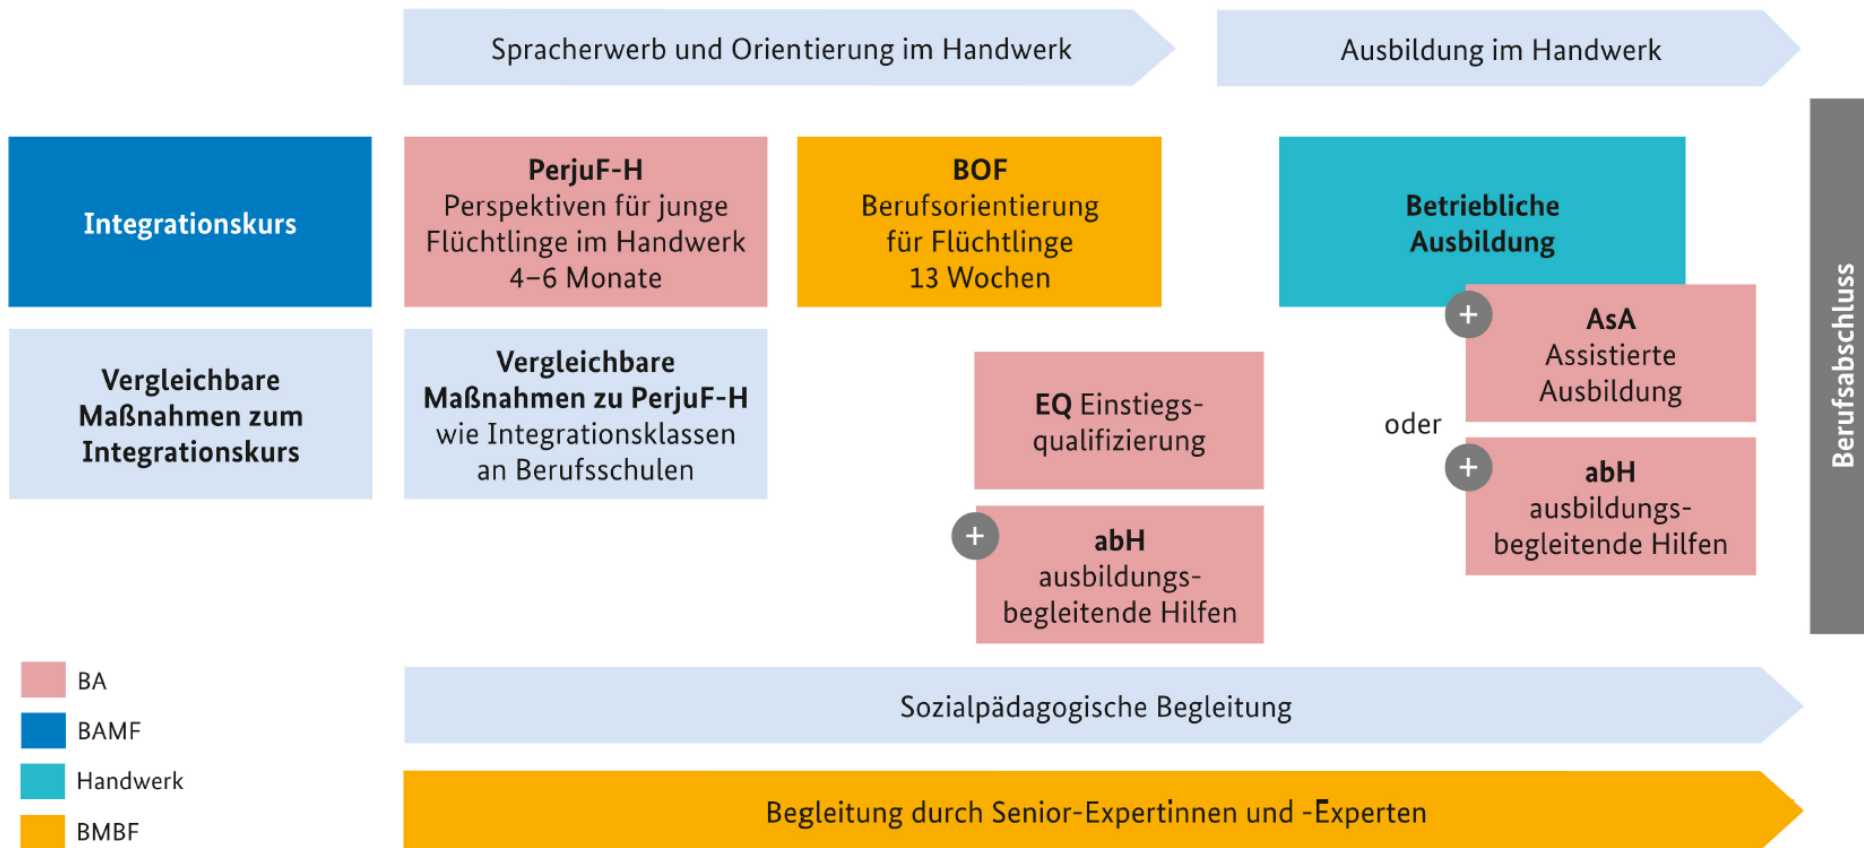 Spracherwerb und Orientierung im Handwerk
Ausbildung im Handwerk
Integrationskurs
PerjuF-H
Perspektiven für junge
Flüchtlinge im Handwerk
4–6 Monate
BOF
Berufsorientierung
für Flüchtlinge
13 Wochen
Betriebliche
Ausbildung
Vergleichbare
Maßnahmen zum
Integrationskurs
Vergleichbare
Maßnahmen zu PerjuF-H
wie Integrationsklassen
an Berufsschulen
EQ Einstiegs-
qualifizierung
+
abH
ausbildungs-
begleitende Hilfen
+
AsA
Assistierte
Ausbildung
oder
+
abH
ausbildungs-
begleitende Hilfen
Berufsabschluss
BA
BAMF
Handwerk
BMBF
Sozialpädagogische Begleitung
Begleitung durch Senior-Expertinnen und -Experten